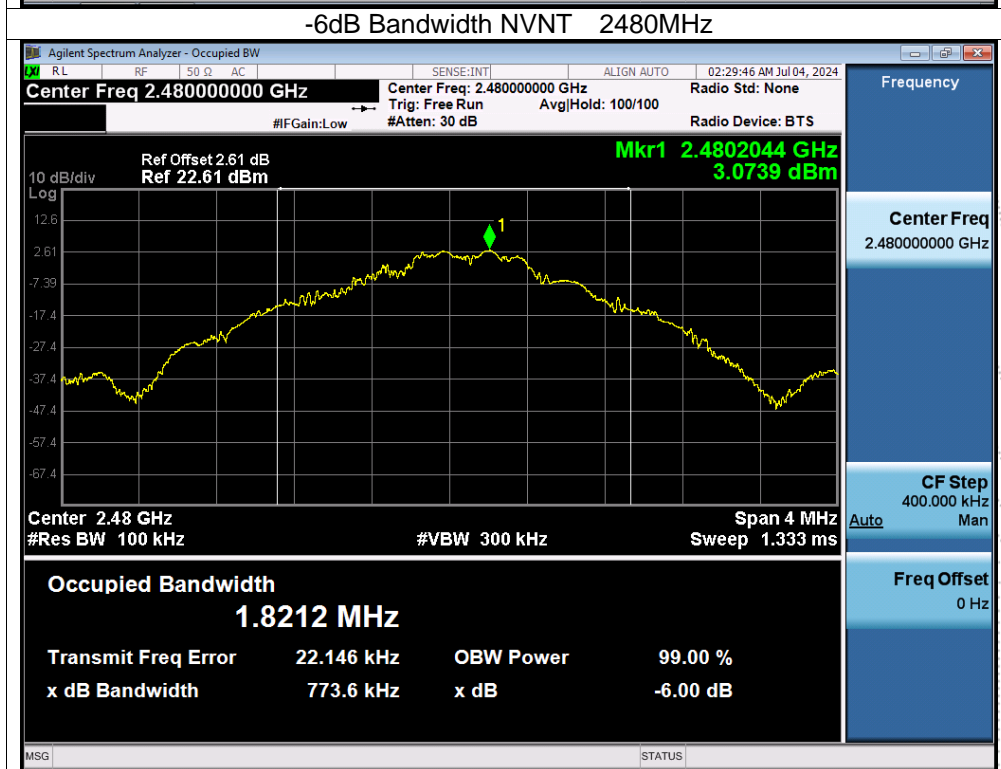 -6dB Bandwidth NVNT 2480MHz
Agilent Spectrum Analyzer - Occupied BW
LXI RL RF 50 Ω AC SENSE:INT ALIGN AUTO 02:29:46 AM Jul 04, 2024
Center Freq 2.480000000 GHz
Center Freq: 2.480000000 GHz
Radio Std: None
Trig: Free Run Avg|Hold: 100/100
#IFGain:Low
#Atten: 30 dB
Radio Device: BTS
Frequency
Ref Offset 2.61 dB
Mkr1 2.4802044 GHz
10 dB/div Ref 22.61 dBm
3.0739 dBm
Log
12.6
1
2.61
-7.39
-17.4
-27.4
-37.4
-47.4
-57.4
-67.4
Center 2.48 GHz
Span 4 MHz
#Res BW 100 kHz
#VBW 300 kHz
Sweep 1.333 ms
Center Freq
2.480000000 GHz
CF Step
400.000 kHz
Auto Man
Freq Offset
0 Hz
Occupied Bandwidth
1.8212 MHz
Transmit Freq Error 22.146 kHz OBW Power 99.00 %
x dB Bandwidth 773.6 kHz x dB -6.00 dB
MSG STATUS